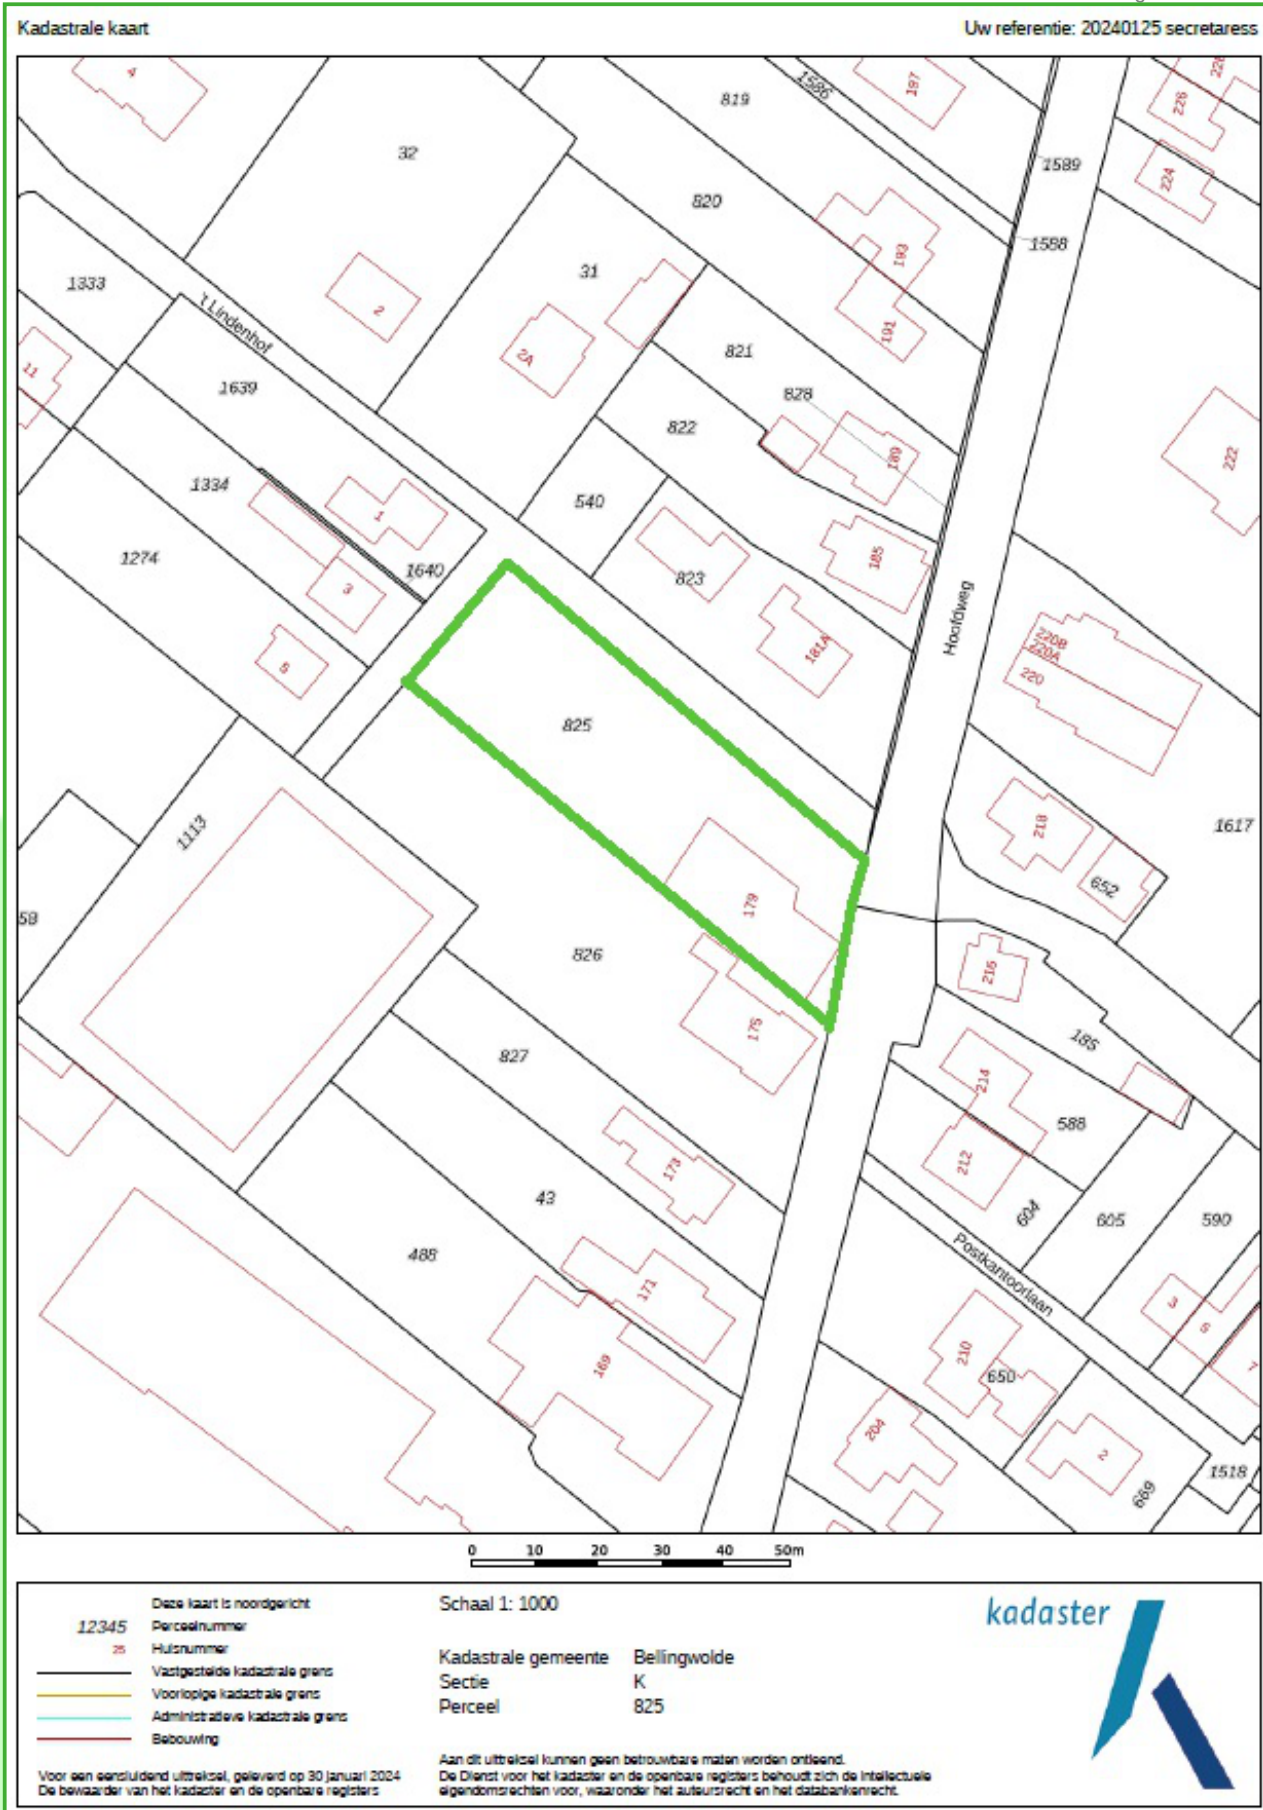 Kadastrale kaart
Uw referentie: 20240125 secretaress
4
32
819
1586
197
228
226
1589
224
820
1588
193
1333
't Lindenhof
2
31
2A
191
821
11
1639
828
822
189
222
1334
1
540
185
1274
1640
3
823
Hoofdweg
181A
220B
220A
220
5
825
218
1617
1113
652
179
58
826
216
175
185
827
214
588
173
212
43
604
605
590
488
Postkantoorlaan
171
3
5
169
210
650
7
204
2
1518
669
0 10 20 30 40 50m
Deze kaart is noordgericht
12345 Perceelnummer
25 Huisnummer
Vastgestelde kadastrale grens
Voorlopige kadastrale grens
Administratieve kadastrale grens
Bebouwing
Voor een eensluidend uittreksel, geleverd op 30 januari 2024
De bewaarder van het kadaster en de openbare registers
Schaal 1: 1000
Kadastrale gemeente Bellingwolde
Sectie K
Perceel 825
Aan dit uittreksel kunnen geen betrouwbare maten worden ontleend.
De Dienst voor het kadaster en de openbare registers behoudt zich de intellectuele
eigendomsrechten voor, waaronder het auteursrecht en het databankenrecht.
kadaster